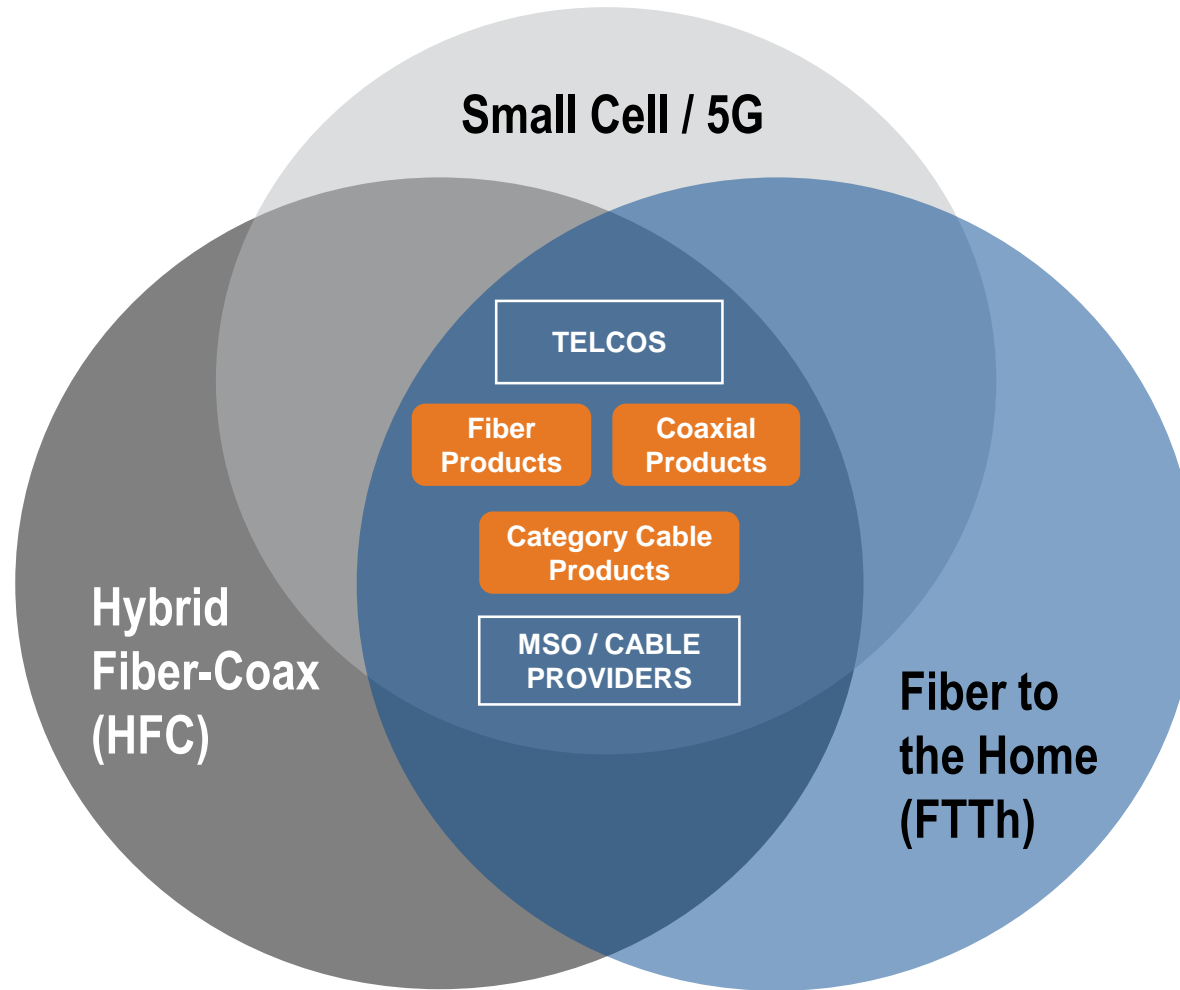 Small Cell / 5G
TELCOS
Fiber
Products
Coaxial
Products
Category Cable
Products
MSO / CABLE
PROVIDERS
Hybrid
Fiber-Coax
(HFC)
Fiber to
the Home
(FTTh)